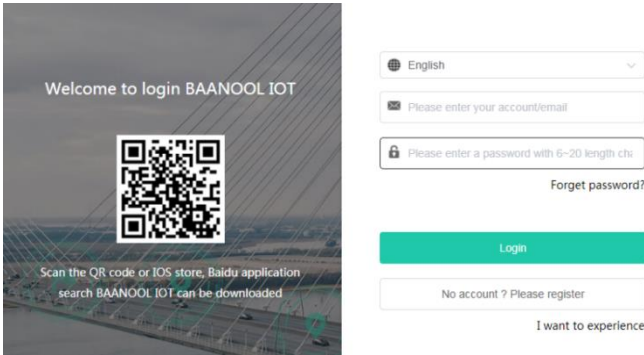 Welcome to login BAANOOL IOT
Scan the QR code or IOS store, Baidu application
search BAANOOL IOT can be downloaded
English
Please enter your account/email
Please enter a password with 6~20 length cha
Forget password?
Login
No account ? Please register
I want to experience